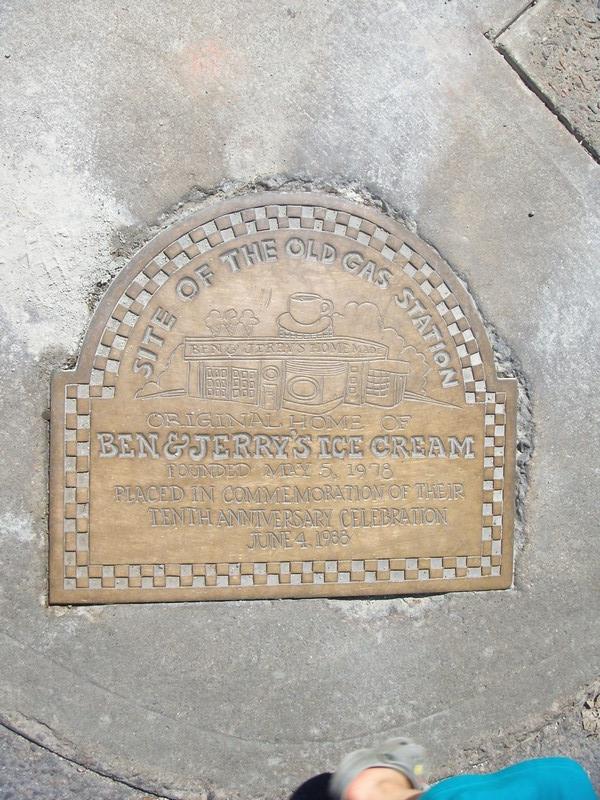 SITE OF THE OLD GAS STATION
BEN & JERRY'S HOMEMADE
ORIGINAL HOME OF
BEN & JERRY'S ICE CREAM
FOUNDED MAY 5, 1978
PLACED IN COMMEMORATION OF THEIR
TENTH ANNIVERSARY CELEBRATION
JUNE 4, 1988